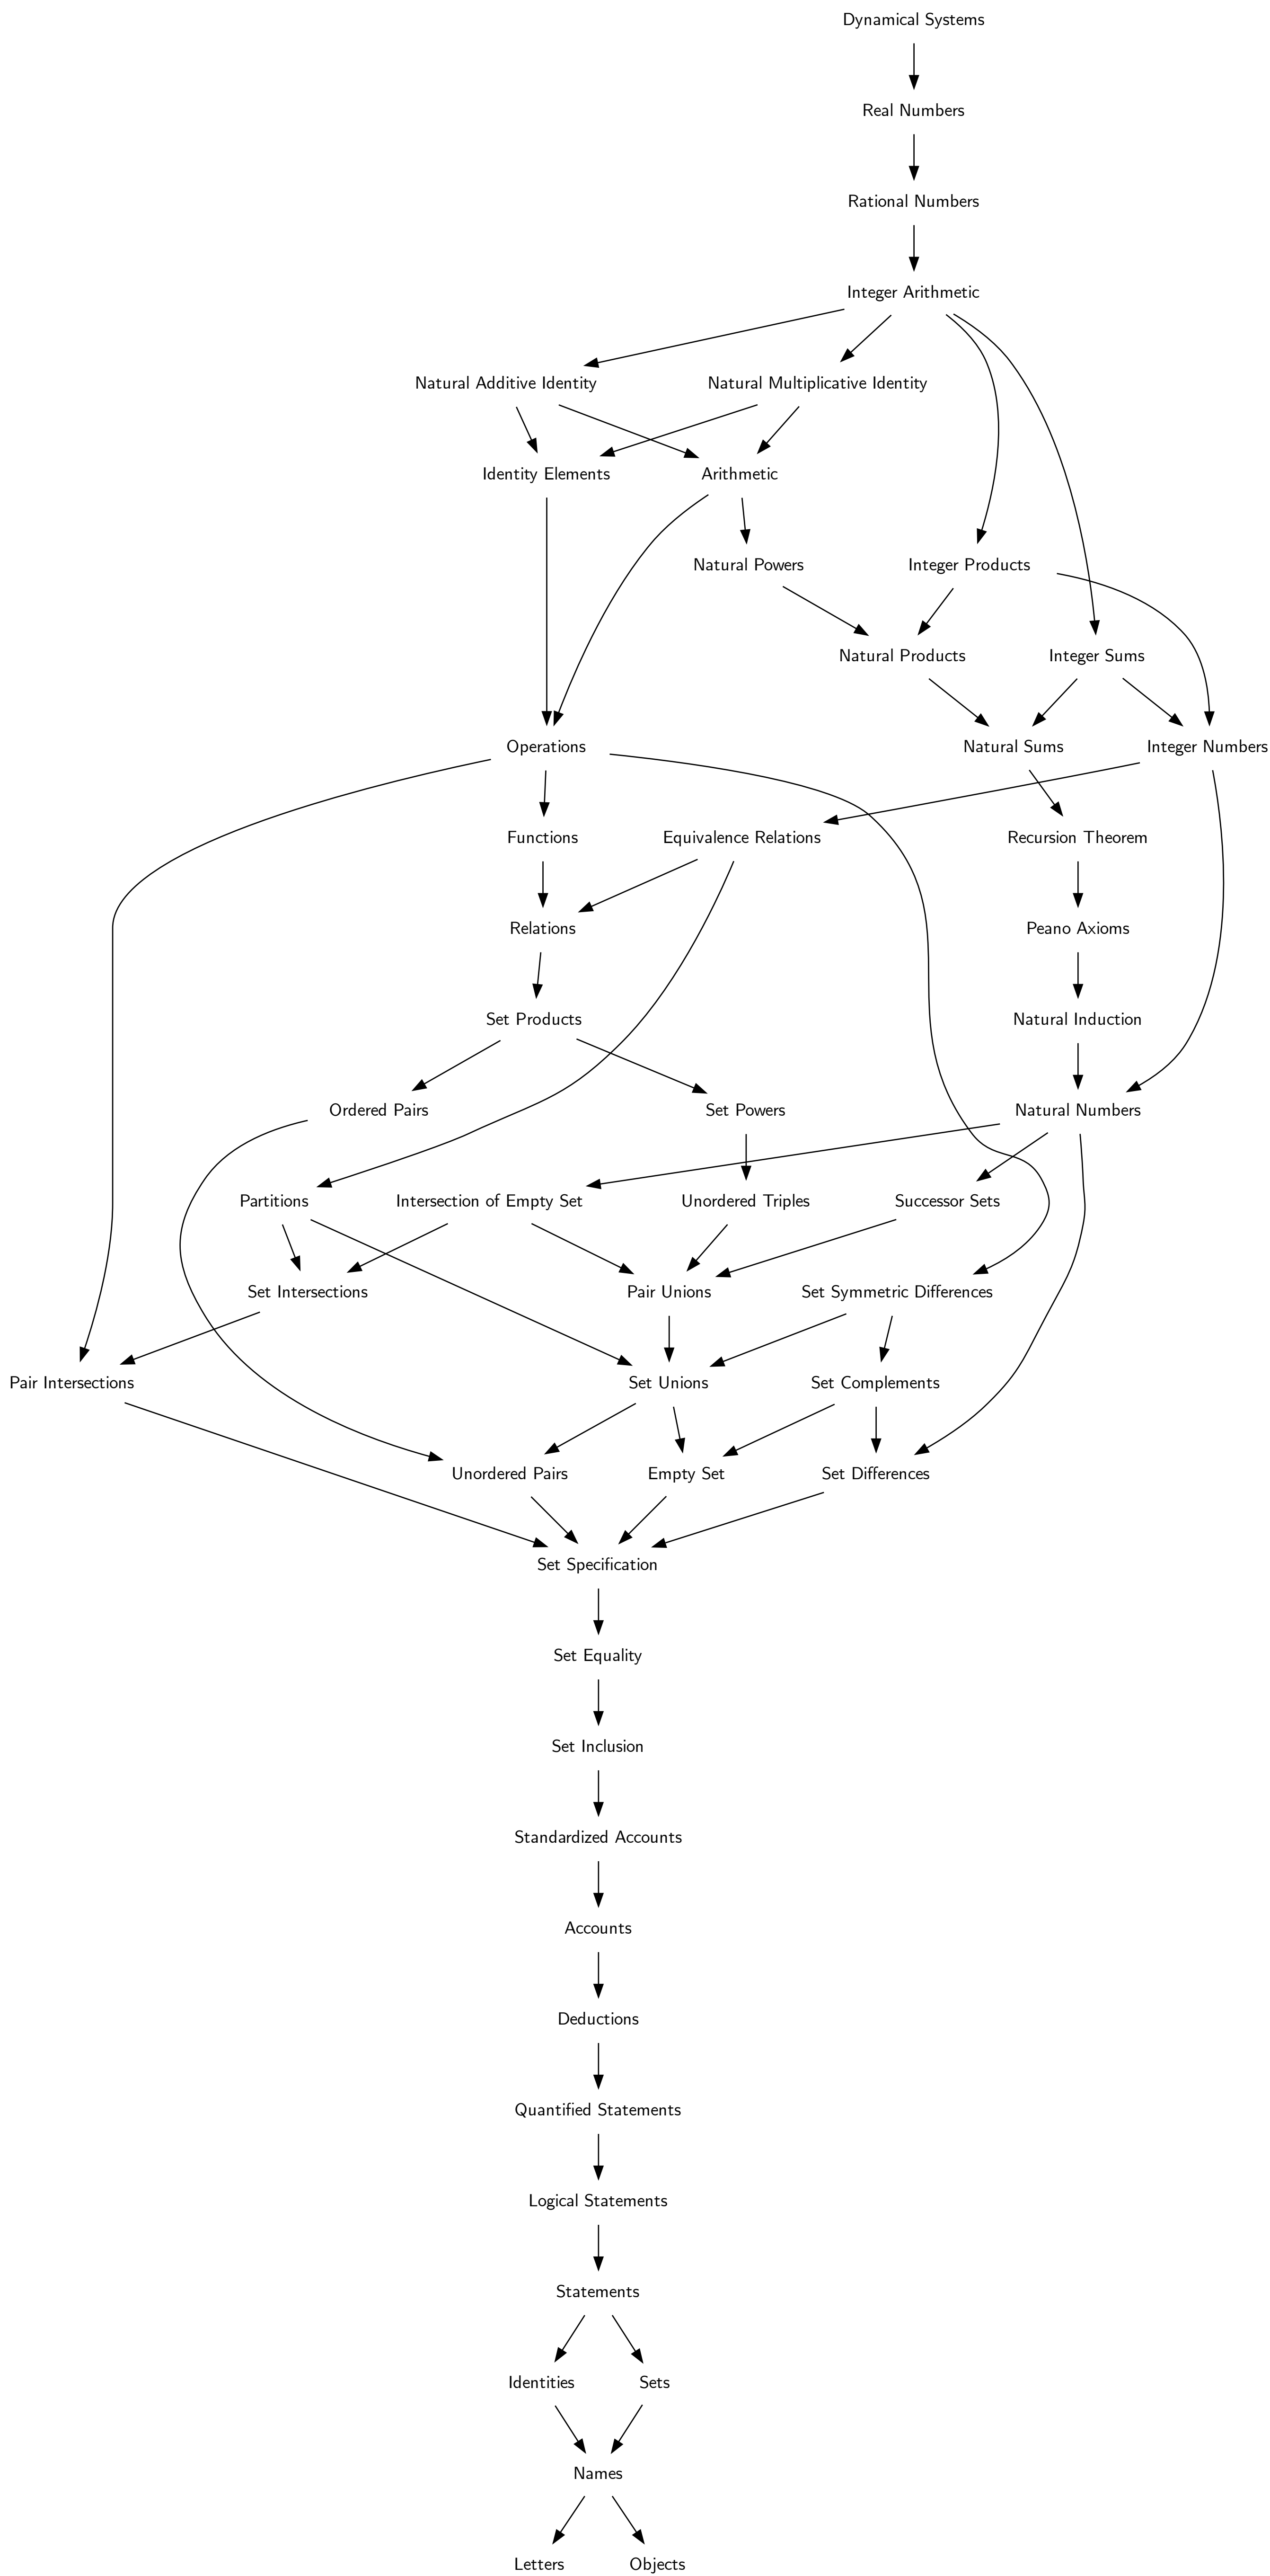 Dynamical Systems
Real Numbers
Rational Numbers
Integer Arithmetic
Natural Additive Identity
Natural Multiplicative Identity
Identity Elements
Arithmetic
Natural Powers
Integer Products
Natural Products
Integer Sums
Operations
Natural Sums
Integer Numbers
Functions
Equivalence Relations
Recursion Theorem
Relations
Peano Axioms
Set Products
Natural Induction
Ordered Pairs
Set Powers
Natural Numbers
Partitions
Intersection of Empty Set
Unordered Triples
Successor Sets
Set Intersections
Pair Unions
Set Symmetric Differences
Pair Intersections
Set Unions
Set Complements
Unordered Pairs
Empty Set
Set Differences
Set Specification
Set Equality
Set Inclusion
Standardized Accounts
Accounts
Deductions
Quantified Statements
Logical Statements
Statements
Identities
Sets
Names
Letters
Objects